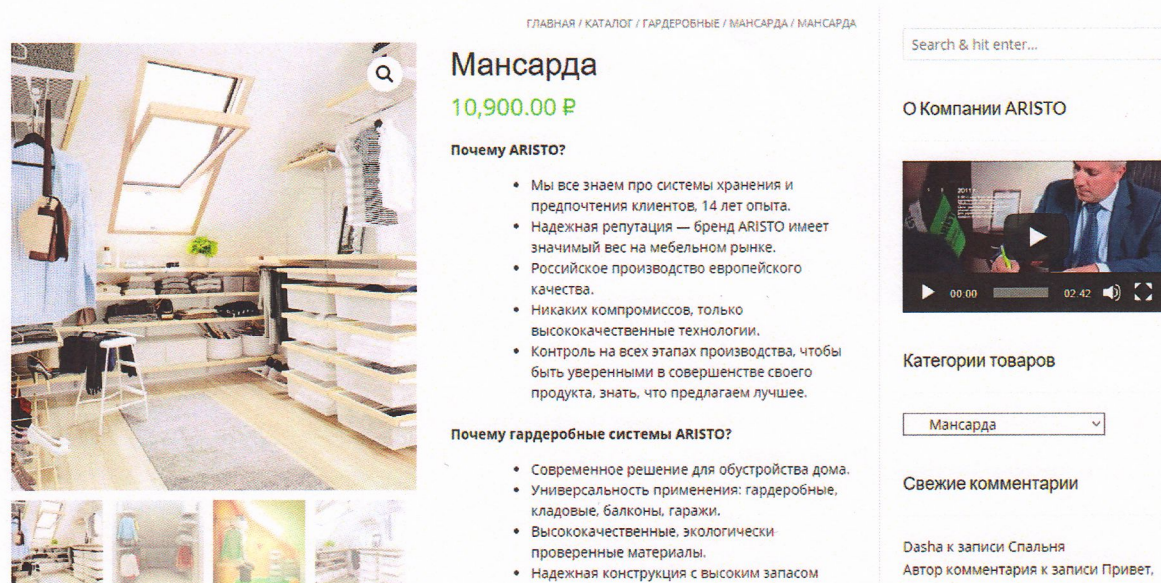 ГЛАВНАЯ / КАТАЛОГ / ГАРДЕРОБНЫЕ / МАНСАРДА / МАНСАРДА
Мансарда
10,900.00 ₽
Почему ARISTO?
• Мы все знаем про системы хранения и
предпочтения клиентов, 14 лет опыта.
• Надежная репутация — бренд ARISTO имеет
значимый вес на мебельном рынке.
• Российское производство европейского
качества.
• Никаких компромиссов, только
высококачественные технологии.
• Контроль на всех этапах производства, чтобы
быть уверенными в совершенстве своего
продукта, знать, что предлагаем лучшее.
Почему гардеробные системы ARISTO?
• Современное решение для обустройства дома.
• Универсальность применения: гардеробные,
кладовые, балконы, гаражи.
• Высококачественные, экологически
проверенные материалы.
• Надежная конструкция с высоким запасом
Search & hit enter...
О Компании ARISTO
2011
00:00 02:42
Категории товаров
Мансарда
Свежие комментарии
Dasha к записи Спальня
Автор комментария к записи Привет,